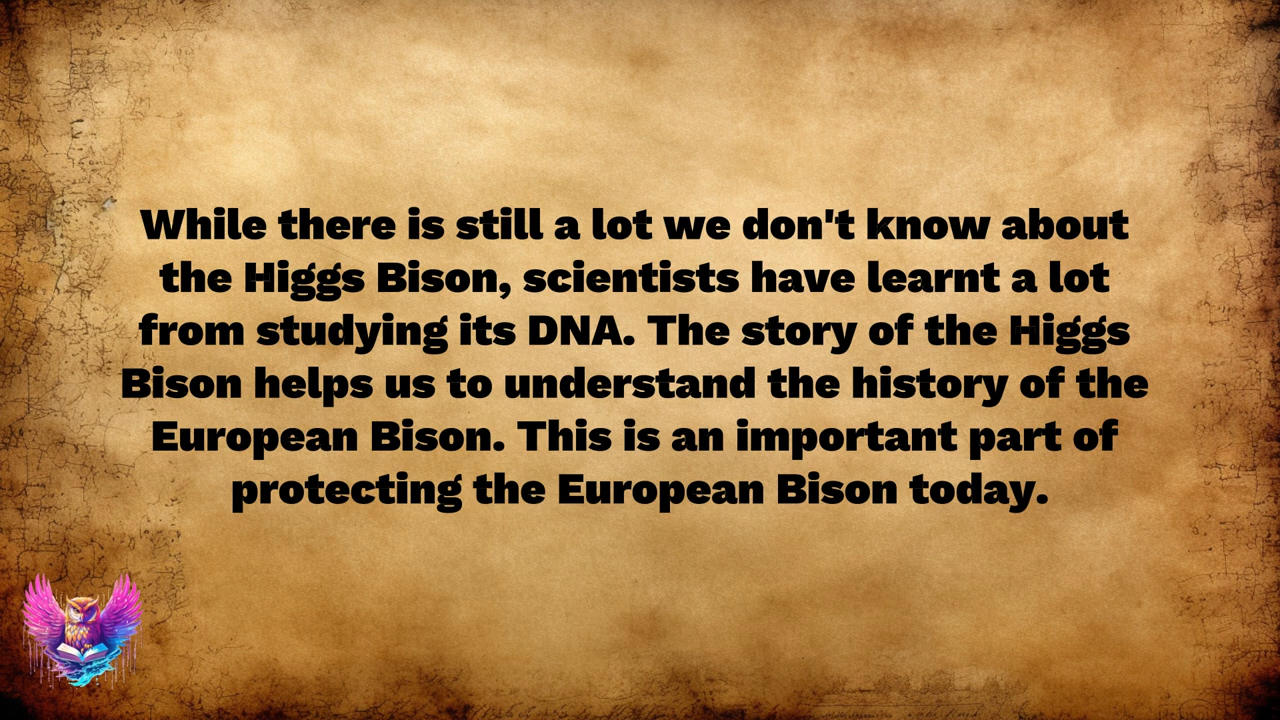 While there is still a lot we don't know about
the Higgs Bison, scientists have learnt a lot
from studying its DNA. The story of the Higgs
Bison helps us to understand the history of the
European Bison. This is an important part of
protecting the European Bison today.